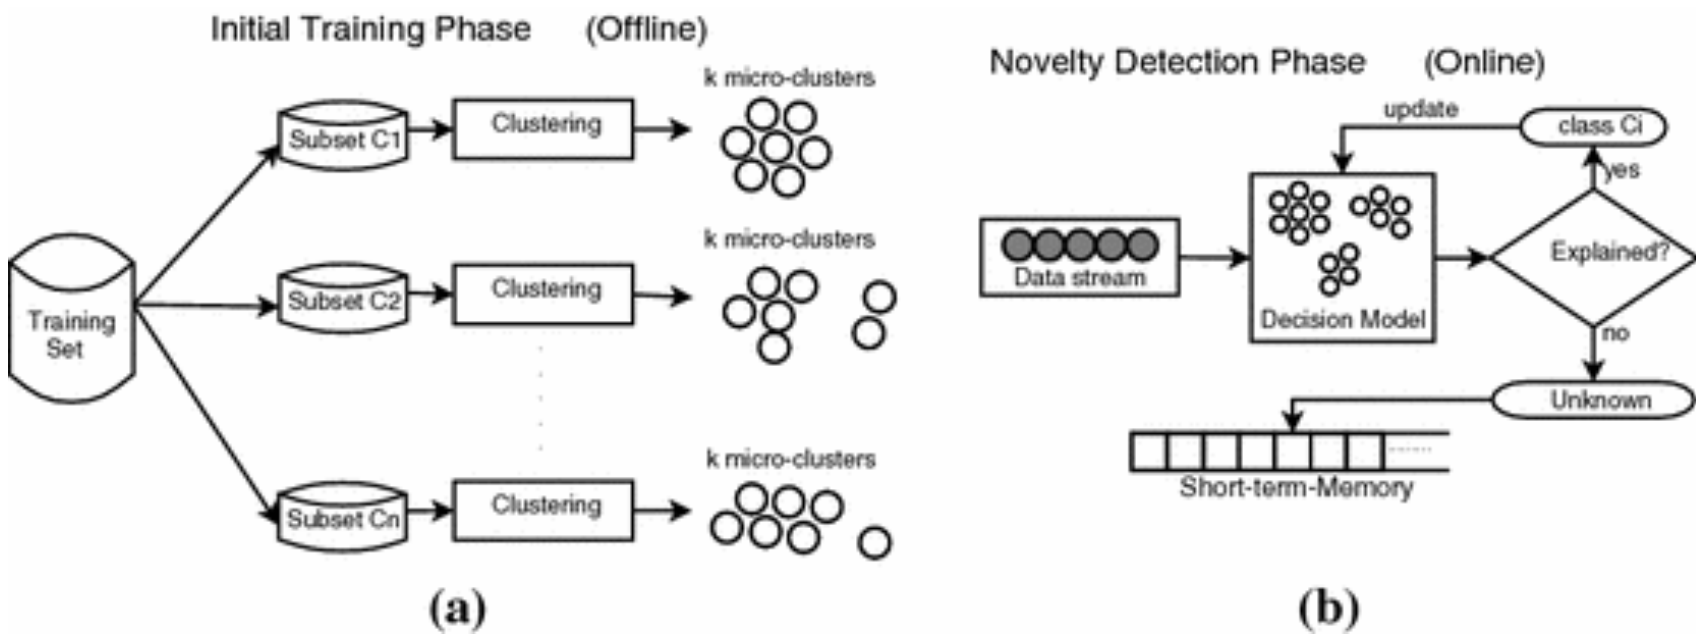 Initial Training Phase (Offline)
k micro-clusters
Subset C1
Clustering
k micro-clusters
Subset C2
Clustering
Training
Set
k micro-clusters
Subset Cn
Clustering
(a)
Novelty Detection Phase (Online)
update
class Ci
yes
Data stream
Decision Model
Explained?
no
Unknown
Short-term-Memory
(b)